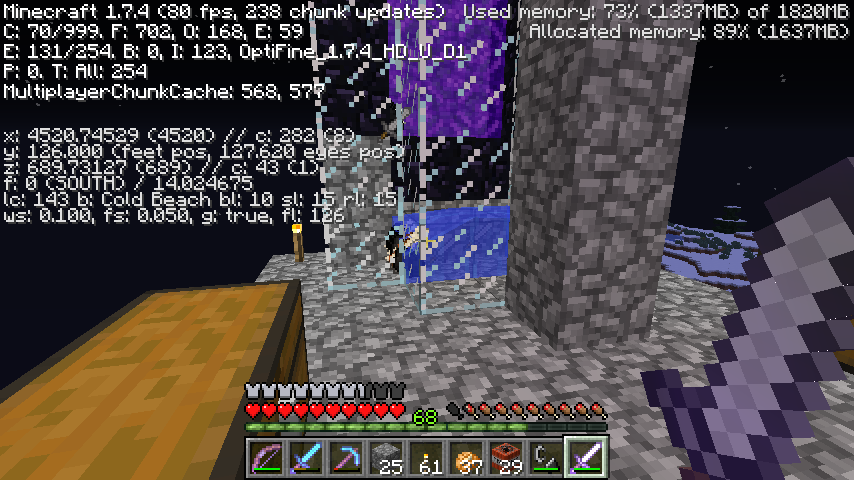 Minecraft 1.7.4 (80 fps, 238 chunk updates)
Used memory: 73% (1337MB) of 1820MB
C: 70/999, F: 702, O: 168, E: 59
Allocated memory: 89% (1637MB)
E: 131/254, B: 0, I: 123, OptiFine_1.7.4_HD_U_D1
P: 0, T: All: 254
MultiplayerChunkCache: 568, 577
x: 4520.74529 (4520) // c: 282 (8)
y: 126.000 (feet pos, 127.620 eyes pos)
z: 689.73127 (689) // c: 43 (1)
f: 0 (SOUTH) / 14.024675
lc: 143 b: Cold Beach bl: 10 sl: 15 rl: 15
ws: 0.100, fs: 0.050, g: true, fl: 126
68
25 61 37 29